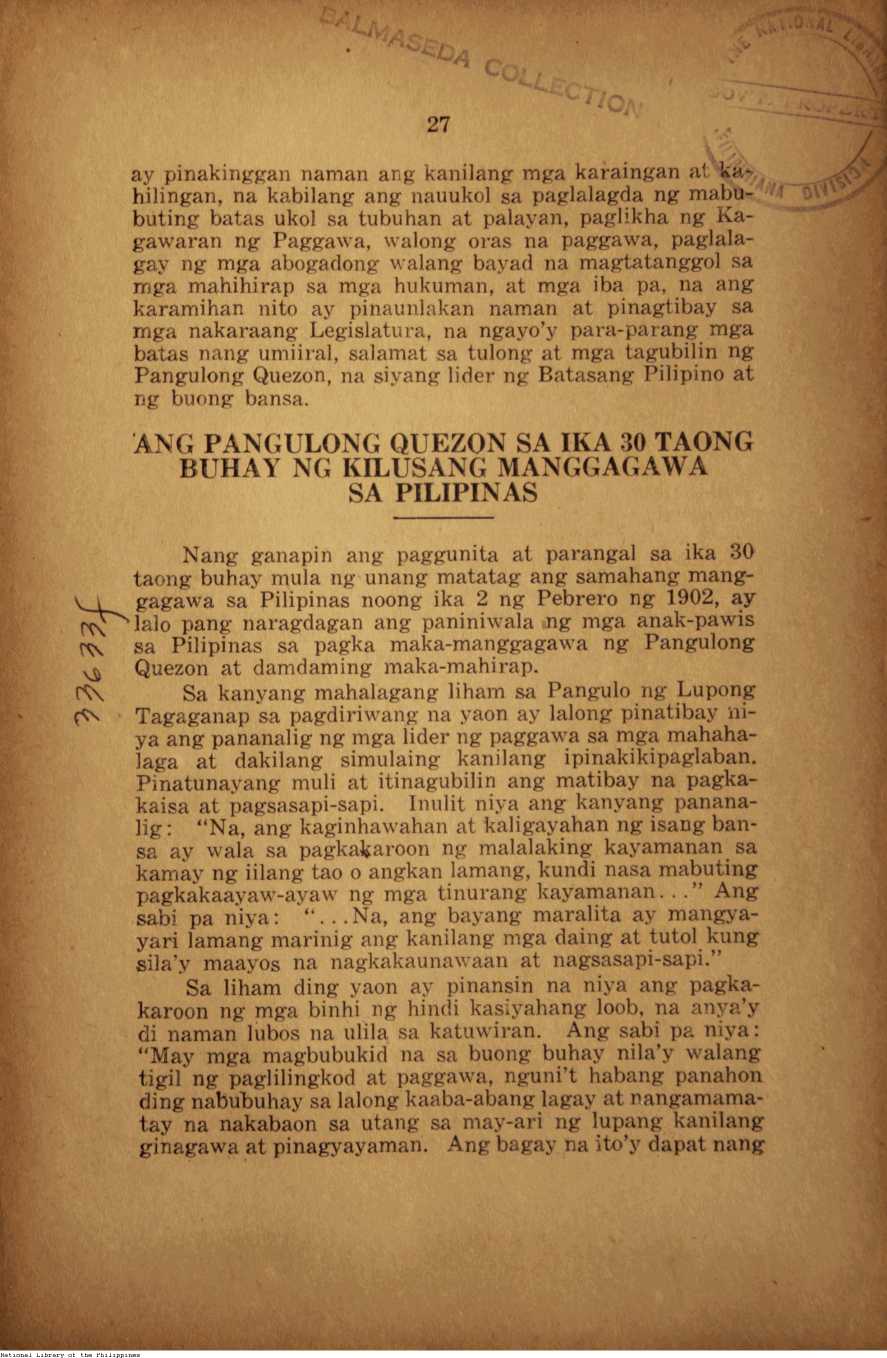 BALMASEDA COLLECTION
THE NATIONAL
DIVISION
27
ay pinakinggan naman ang kanilang mga karaingan at ka-
hilingan, na kabilang ang nauukol sa paglalagda ng mabu-
buting batas ukol sa tubuhan at palayan, paglikha ng Ka-
gawaran ng Paggawa, walong oras na paggawa, paglala-
gay ng mga abogadong walang bayad na magtatanggol sa
mga mahihirap sa mga hukuman, at mga iba pa, na ang
karamihan nito ay pinaunlakan naman at pinagtibay sa
mga nakaraang Legislatura, na ngayo'y para-parang mga
batas nang umiiral, salamat sa tulong at mga tagubilin ng
Pangulong Quezon, na siyang lider ng Batasang Pilipino at
ng buong bansa.
ANG PANGULONG QUEZON SA IKA 30 TAONG
BUHAY NG KILUSANG MANGGAGAWA
SA PILIPINAS
Nang ganapin ang paggunita at parangal sa ika 30
taong buhay mula ng unang matatag ang samahang mang-
gagawa sa Pilipinas noong ika 2 ng Pebrero ng 1902, ay
lalo pang naragdagan ang paniniwala ng mga anak-pawis
sa Pilipinas sa pagka maka-manggagawa ng Pangulong
Quezon at damdaming maka-mahirap.
Sa kanyang mahalagang liham sa Pangulo ng Lupong
Tagaganap sa pagdiriwang na yaon ay lalong pinatibay ni-
ya ang pananalig ng mga lider ng paggawa sa mga mahaha-
laga at dakilang simulaing kanilang ipinakikipaglaban.
Pinatunayang muli at itinagubilin ang matibay na pagka-
kaisa at pagsasapi-sapi. Inulit niya ang kanyang panana-
lig: "Na, ang kaginhawahan at kaligayahan ng isang ban-
sa ay wala sa pagkakaroon ng malalaking kayamanan sa
kamay ng iilang tao o angkan lamang, kundi nasa mabuting
pagkakaayaw-ayaw ng mga tinurang kayamanan. . ." Ang
sabi pa niya: ". . .Na, ang bayang maralita ay mangya-
yari lamang marinig ang kanilang mga daing at tutol kung
sila'y maayos na nagkakaunawaan at nagsasapi-sapi."
Sa liham ding yaon ay pinansin na niya ang pagka-
karoon ng mga binhi ng hindi kasiyahang loob, na anya'y
di naman lubos na ulila sa katuwiran. Ang sabi pa niya:
"May mga magbubukid na sa buong buhay nila'y walang
tigil ng paglilingkod at paggawa, nguni't habang panahon
ding nabubuhay sa lalong kaaba-abang lagay at nangamama-
tay na nakabaon sa utang sa may-ari ng lupang kanilang
ginagawa at pinagyayaman. Ang bagay na ito'y dapat nang
National Library of the Philippines